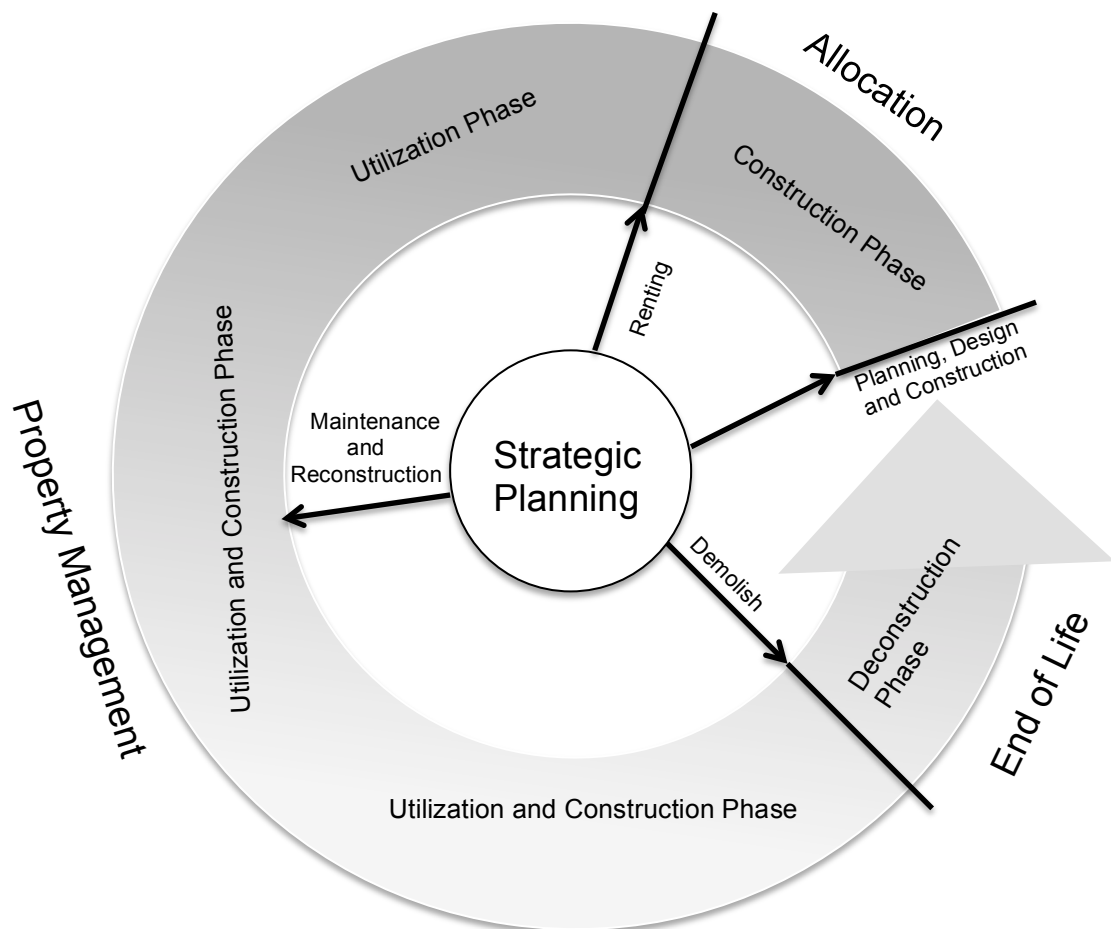 Allocation
Utilization Phase
Construction Phase
Renting
Planning, Design
and Construction
Utilization and Construction Phase
Maintenance
and
Reconstruction
Strategic
Planning
Property Management
Demolish
Deconstruction
Phase
End of Life
Utilization and Construction Phase